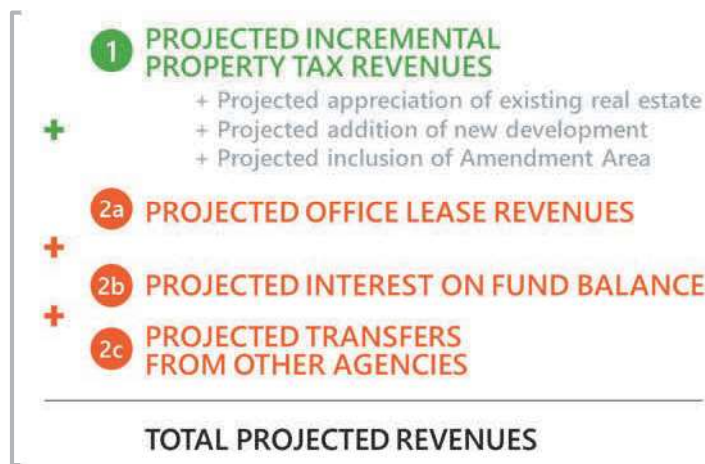 1 PROJECTED INCREMENTAL
PROPERTY TAX REVENUES
+ Projected appreciation of existing real estate
+ + Projected addition of new development
+ Projected inclusion of Amendment Area
2a PROJECTED OFFICE LEASE REVENUES
+
2b PROJECTED INTEREST ON FUND BALANCE
+
2c PROJECTED TRANSFERS
FROM OTHER AGENCIES
TOTAL PROJECTED REVENUES